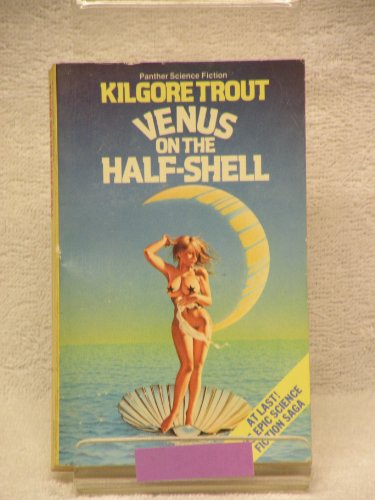 Panther Science Fiction
KILGORE TROUT
VENUS
ON THE
HALF-SHELL
AT LAST!
- EPIC SCIENCE
FICTION SAGA